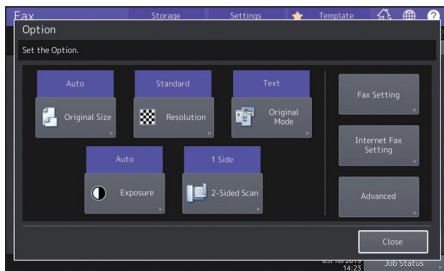 Fax
Storage
Settings
Template
?
Option
Set the Option.
Auto
Standard
Text
Original Size
Resolution
Original
Mode
Fax Setting
Auto
1 Side
Internet Fax
Setting
Exposure
2-Sided Scan
Advanced
Close
14:23
Job Status